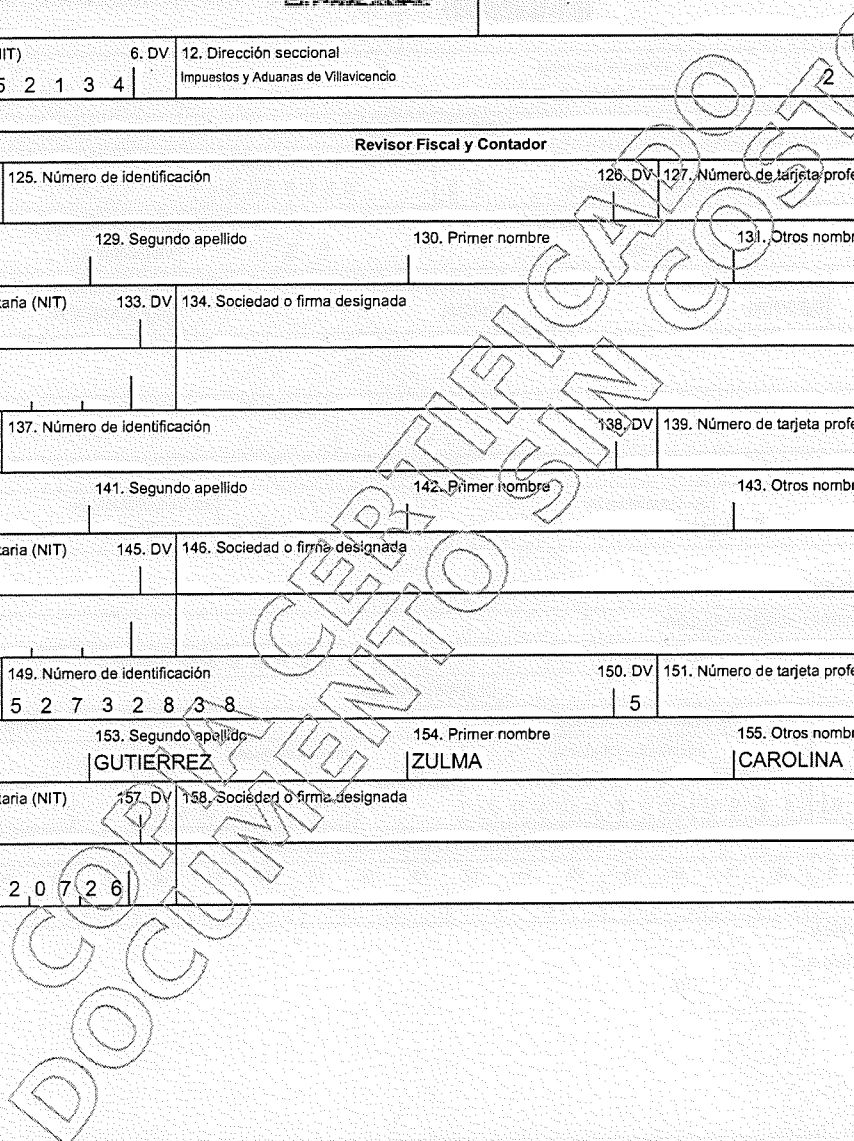 IT) 6. DV 12. Dirección seccional
5 2 1 3 4 Impuestos y Aduanas de Villavicencio 2
Revisor Fiscal y Contador
125. Número de identificación 126. DV 127. Número de tarjeta profe
129. Segundo apellido 130. Primer nombre 131. Otros nombr
taria (NIT) 133. DV 134. Sociedad o firma designada
137. Número de identificación 138. DV 139. Número de tarjeta profe
141. Segundo apellido 142. Primer nombre 143. Otros nombr
taria (NIT) 145. DV 146. Sociedad o firma designada
149. Número de identificación 150. DV 151. Número de tarjeta profe
5 2 7 3 2 8 3 8 5
153. Segundo apellido 154. Primer nombre 155. Otros nombr
GUTIERREZ ZULMA CAROLINA
taria (NIT) 157. DV 158. Sociedad o firma designada
2 0 7 2 6
COPIA CERTIFICADO
DOCUMENTO SIN COSTO